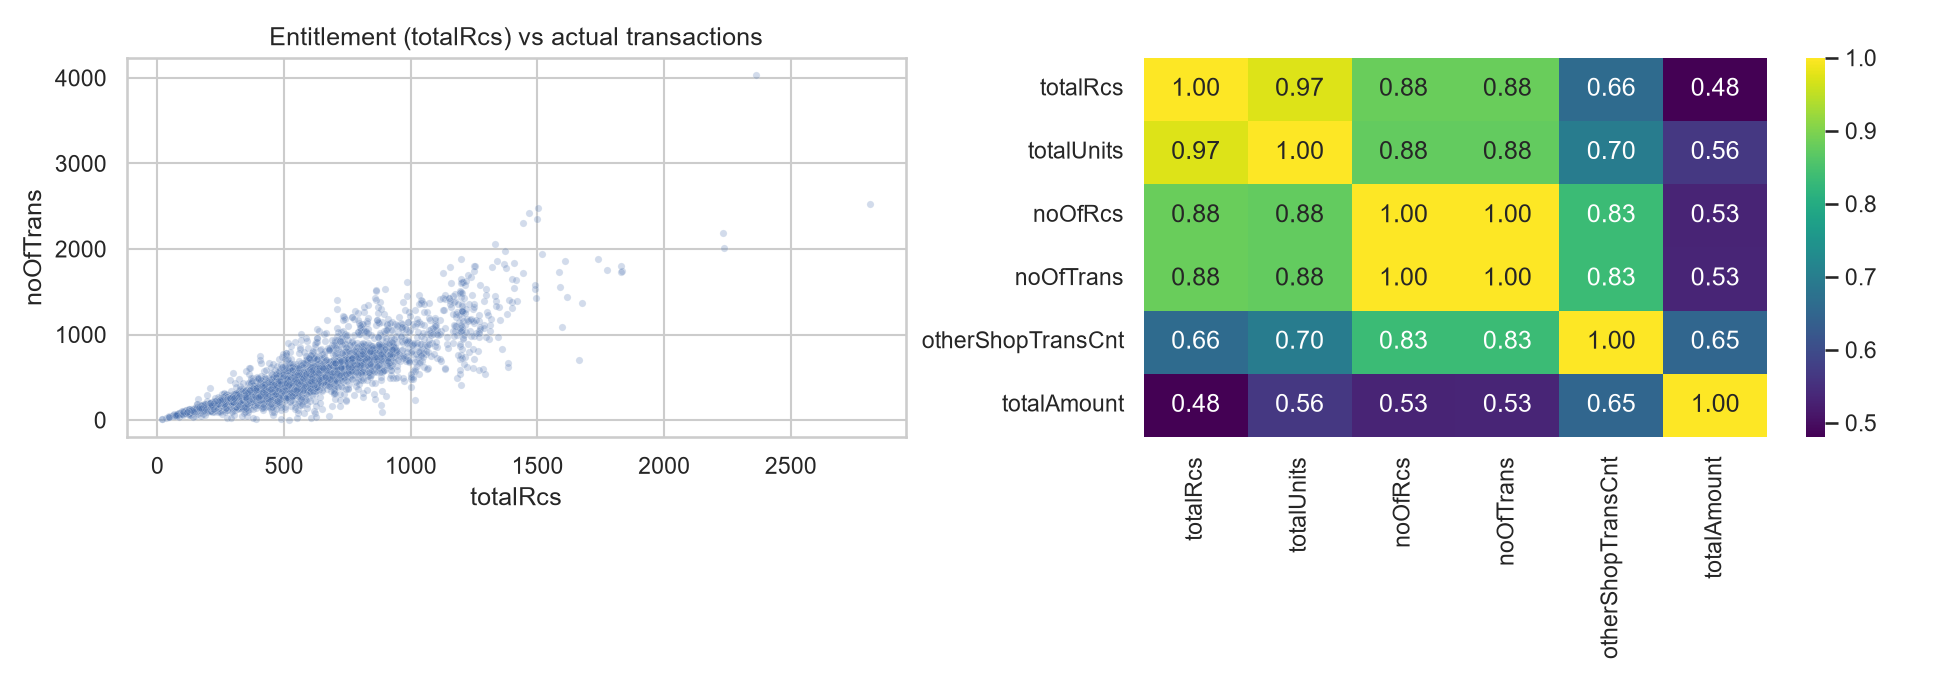 Entitlement (totalRcs) vs actual transactions
noOfTrans
4000
3000
2000
1000
0
0 500 1000 1500 2000 2500
totalRcs
totalRcs 1.00 0.97 0.88 0.88 0.66 0.48
totalUnits 0.97 1.00 0.88 0.88 0.70 0.56
noOfRcs 0.88 0.88 1.00 1.00 0.83 0.53
noOfTrans 0.88 0.88 1.00 1.00 0.83 0.53
otherShopTransCnt 0.66 0.70 0.83 0.83 1.00 0.65
totalAmount 0.48 0.56 0.53 0.53 0.65 1.00
totalRcs
totalUnits
noOfRcs
noOfTrans
otherShopTransCnt
totalAmount
1.0
0.9
0.8
0.7
0.6
0.5